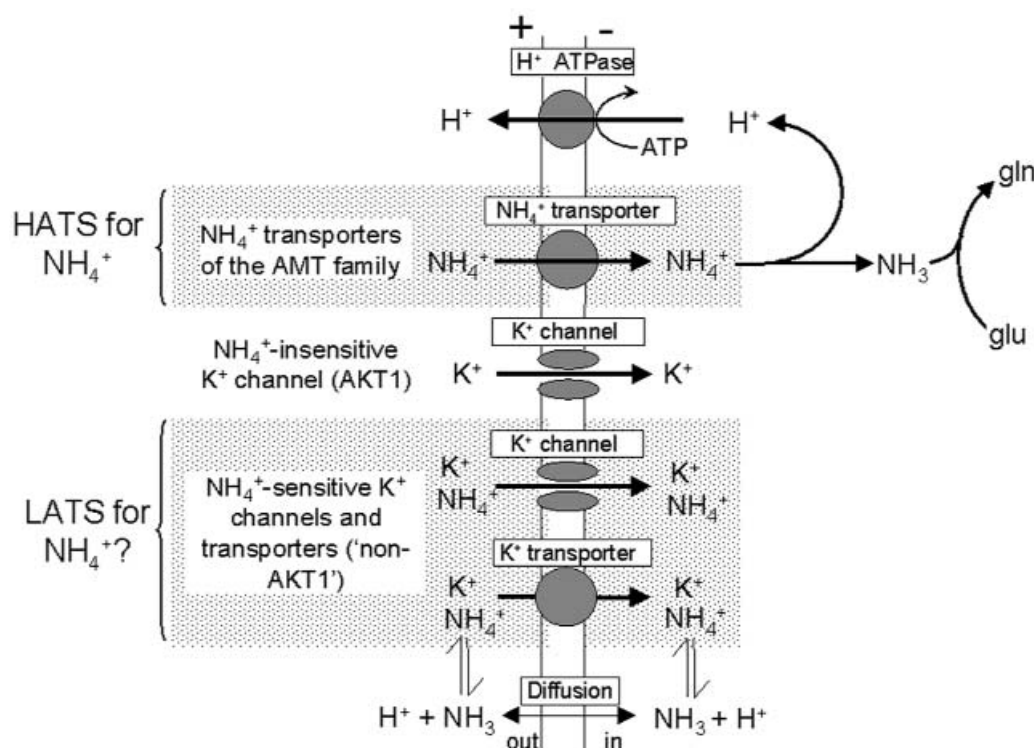 + -
H⁺ ATPase
H⁺
ATP
H⁺
gln
HATS for
NH₄⁺
NH₄⁺ transporters
of the AMT family
NH₄⁺ transporter
NH₄⁺
NH₄⁺
NH₃
glu
NH₄⁺-insensitive
K⁺ channel (AKT1)
K⁺ channel
K⁺
K⁺
LATS for
NH₄⁺?
NH₄⁺-sensitive K⁺
channels and
transporters ('non-
AKT1')
K⁺ channel
K⁺
NH₄⁺
K⁺
NH₄⁺
K⁺ transporter
K⁺
NH₄⁺
K⁺
NH₄⁺
Diffusion
H⁺ + NH₃
NH₃ + H⁺
out in